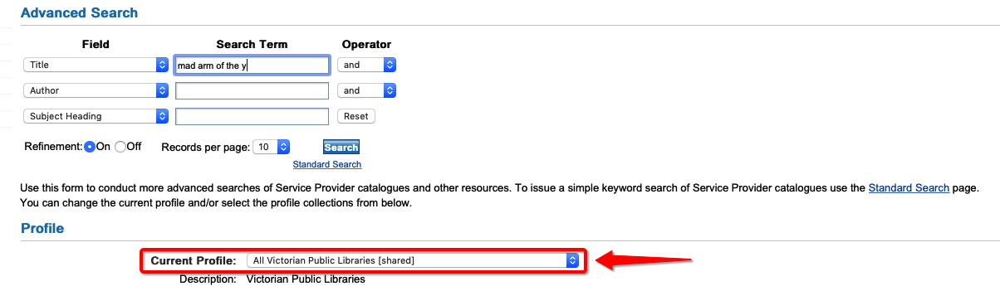 Advanced Search
Field Search Term Operator
Title mad arm of the y and
Author and
Subject Heading Reset
Refinement: On Off Records per page: 10 Search
Standard Search
Use this form to conduct more advanced searches of Service Provider catalogues and other resources. To issue a simple keyword search of Service Provider catalogues use the Standard Search page.
You can change the current profile and/or select the profile collections from below.
Profile
Current Profile: All Victorian Public Libraries [shared]
Description: Victorian Public Libraries